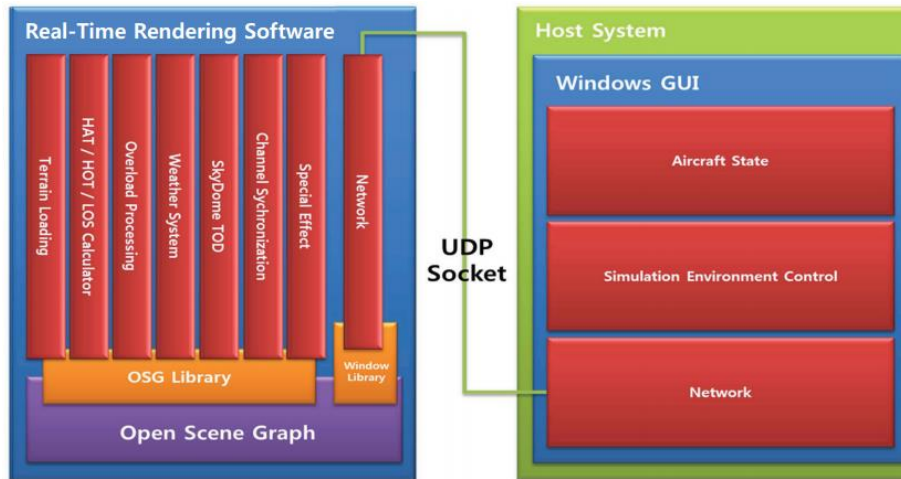 Real-Time Rendering Software
Terrain Loading
HAT / HOT / LOS Calculator
Overload Processing
Weather System
SkyDome TOD
Channel Sychronization
Special Effect
Network
OSG Library
Window
Library
Open Scene Graph
UDP
Socket
Host System
Windows GUI
Aircraft State
Simulation Environment Control
Network